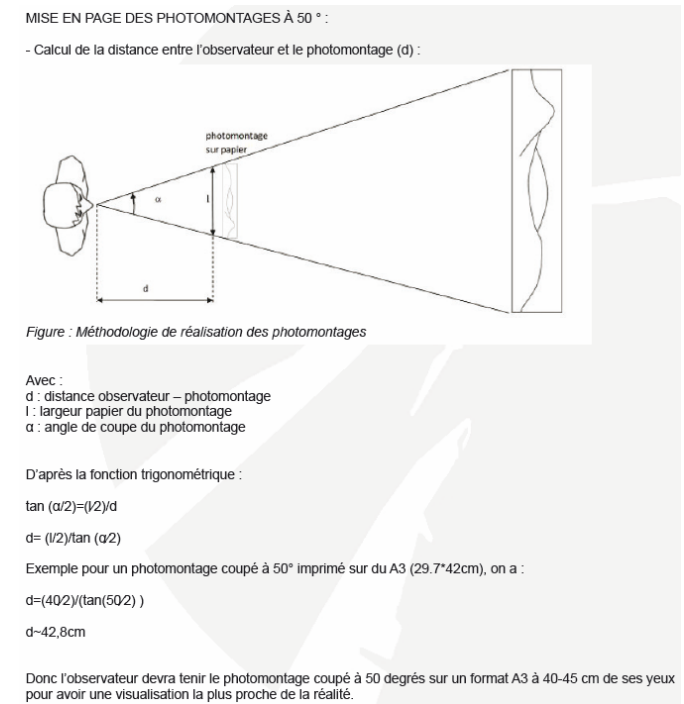 MISE EN PAGE DES PHOTOMONTAGES À 50 ° :
- Calcul de la distance entre l'observateur et le photomontage (d) :
photomontage
sur papier
α
l
d
Figure : Méthodologie de réalisation des photomontages
Avec :
d : distance observateur – photomontage
l : largeur papier du photomontage
α : angle de coupe du photomontage
D'après la fonction trigonométrique :
tan (α/2)=(l/2)/d
d= (l/2)/tan (α/2)
Exemple pour un photomontage coupé à 50° imprimé sur du A3 (29.7*42cm), on a :
d=(40/2)/(tan(50/2) )
d~42,8cm
Donc l'observateur devra tenir le photomontage coupé à 50 degrés sur un format A3 à 40-45 cm de ses yeux
pour avoir une visualisation la plus proche de la réalité.